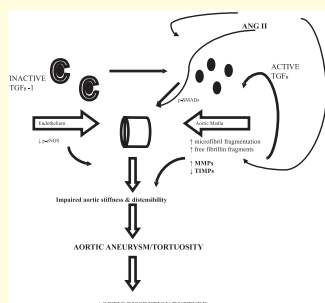 ANG II
INACTIVE
TGFβ-1
ACTIVE
TGFβ
p-SMADs
Endothelium
Aortic Media
↓ p-eNOS
↑ microfibril fragmentation
↑ free fibrillin fragments
↑ MMPs
↓ TIMPs
Impaired aortic stiffness & distensibility
AORTIC ANEURYSM/TORTUOSITY